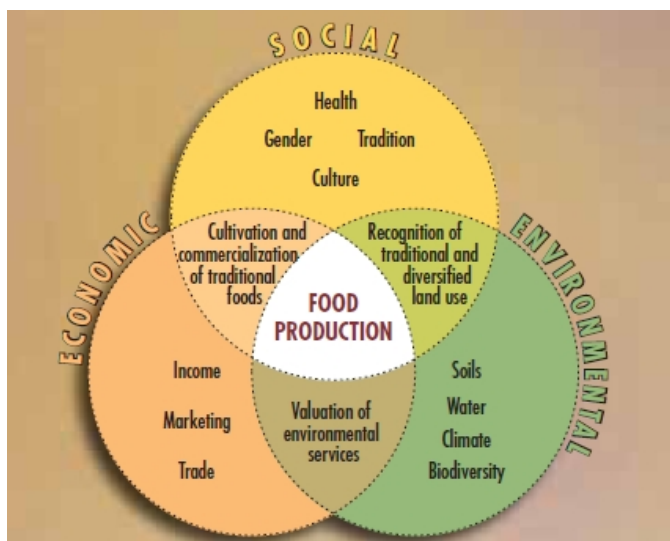 SOCIAL
Health
Gender Tradition
Culture
ECONOMIC
ENVIRONMENTAL
Cultivation and
commercialization
of traditional
foods
Recognition of
traditional and
diversified
land use
FOOD
PRODUCTION
Income
Marketing
Trade
Valuation of
environmental
services
Soils
Water
Climate
Biodiversity